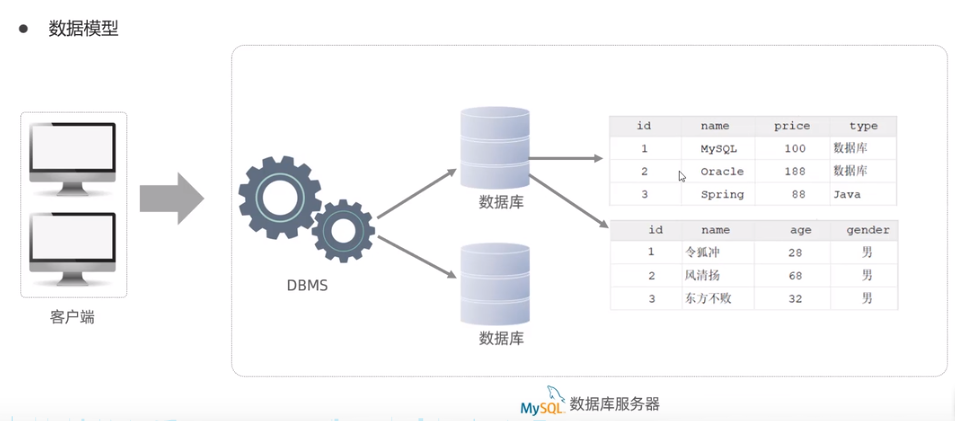 ● 数据模型
id name price type
1 MySQL 100 数据库
2 Oracle 188 数据库
3 Spring 88 Java
数据库
id name age gender
1 令狐冲 28 男
2 风清扬 68 男
3 东方不败 32 男
DBMS
客户端
数据库
MySQL 数据库服务器